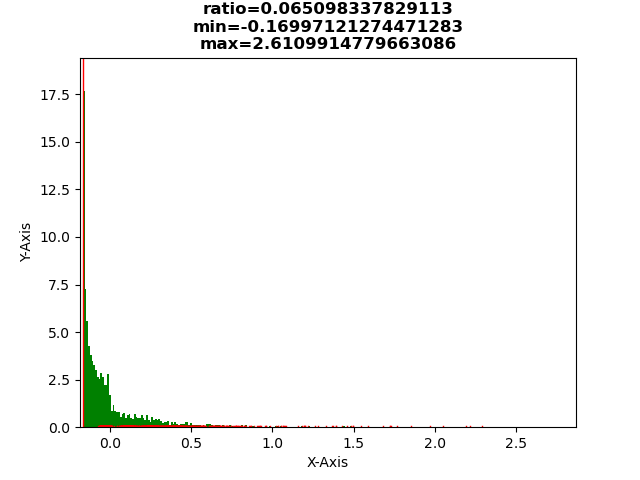 ratio=0.065098337829113
min=-0.16997121274471283
max=2.6109914779663086
17.5
15.0
12.5
10.0
7.5
5.0
2.5
0.0
Y-Axis
0.0 0.5 1.0 1.5 2.0 2.5
X-Axis